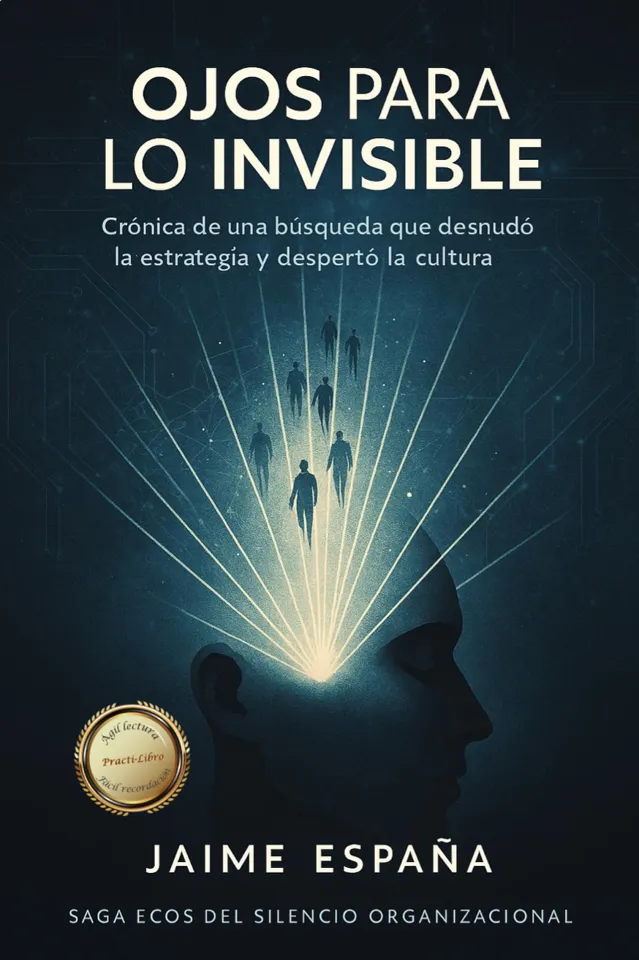 OJOS PARA
LO INVISIBLE
Crónica de una búsqueda que desnudó
la estrategia y despertó la cultura
Ágil lectura
Practi-Libro
Fácil recordación
JAIME ESPAÑA
SAGA ECOS DEL SILENCIO ORGANIZACIONAL